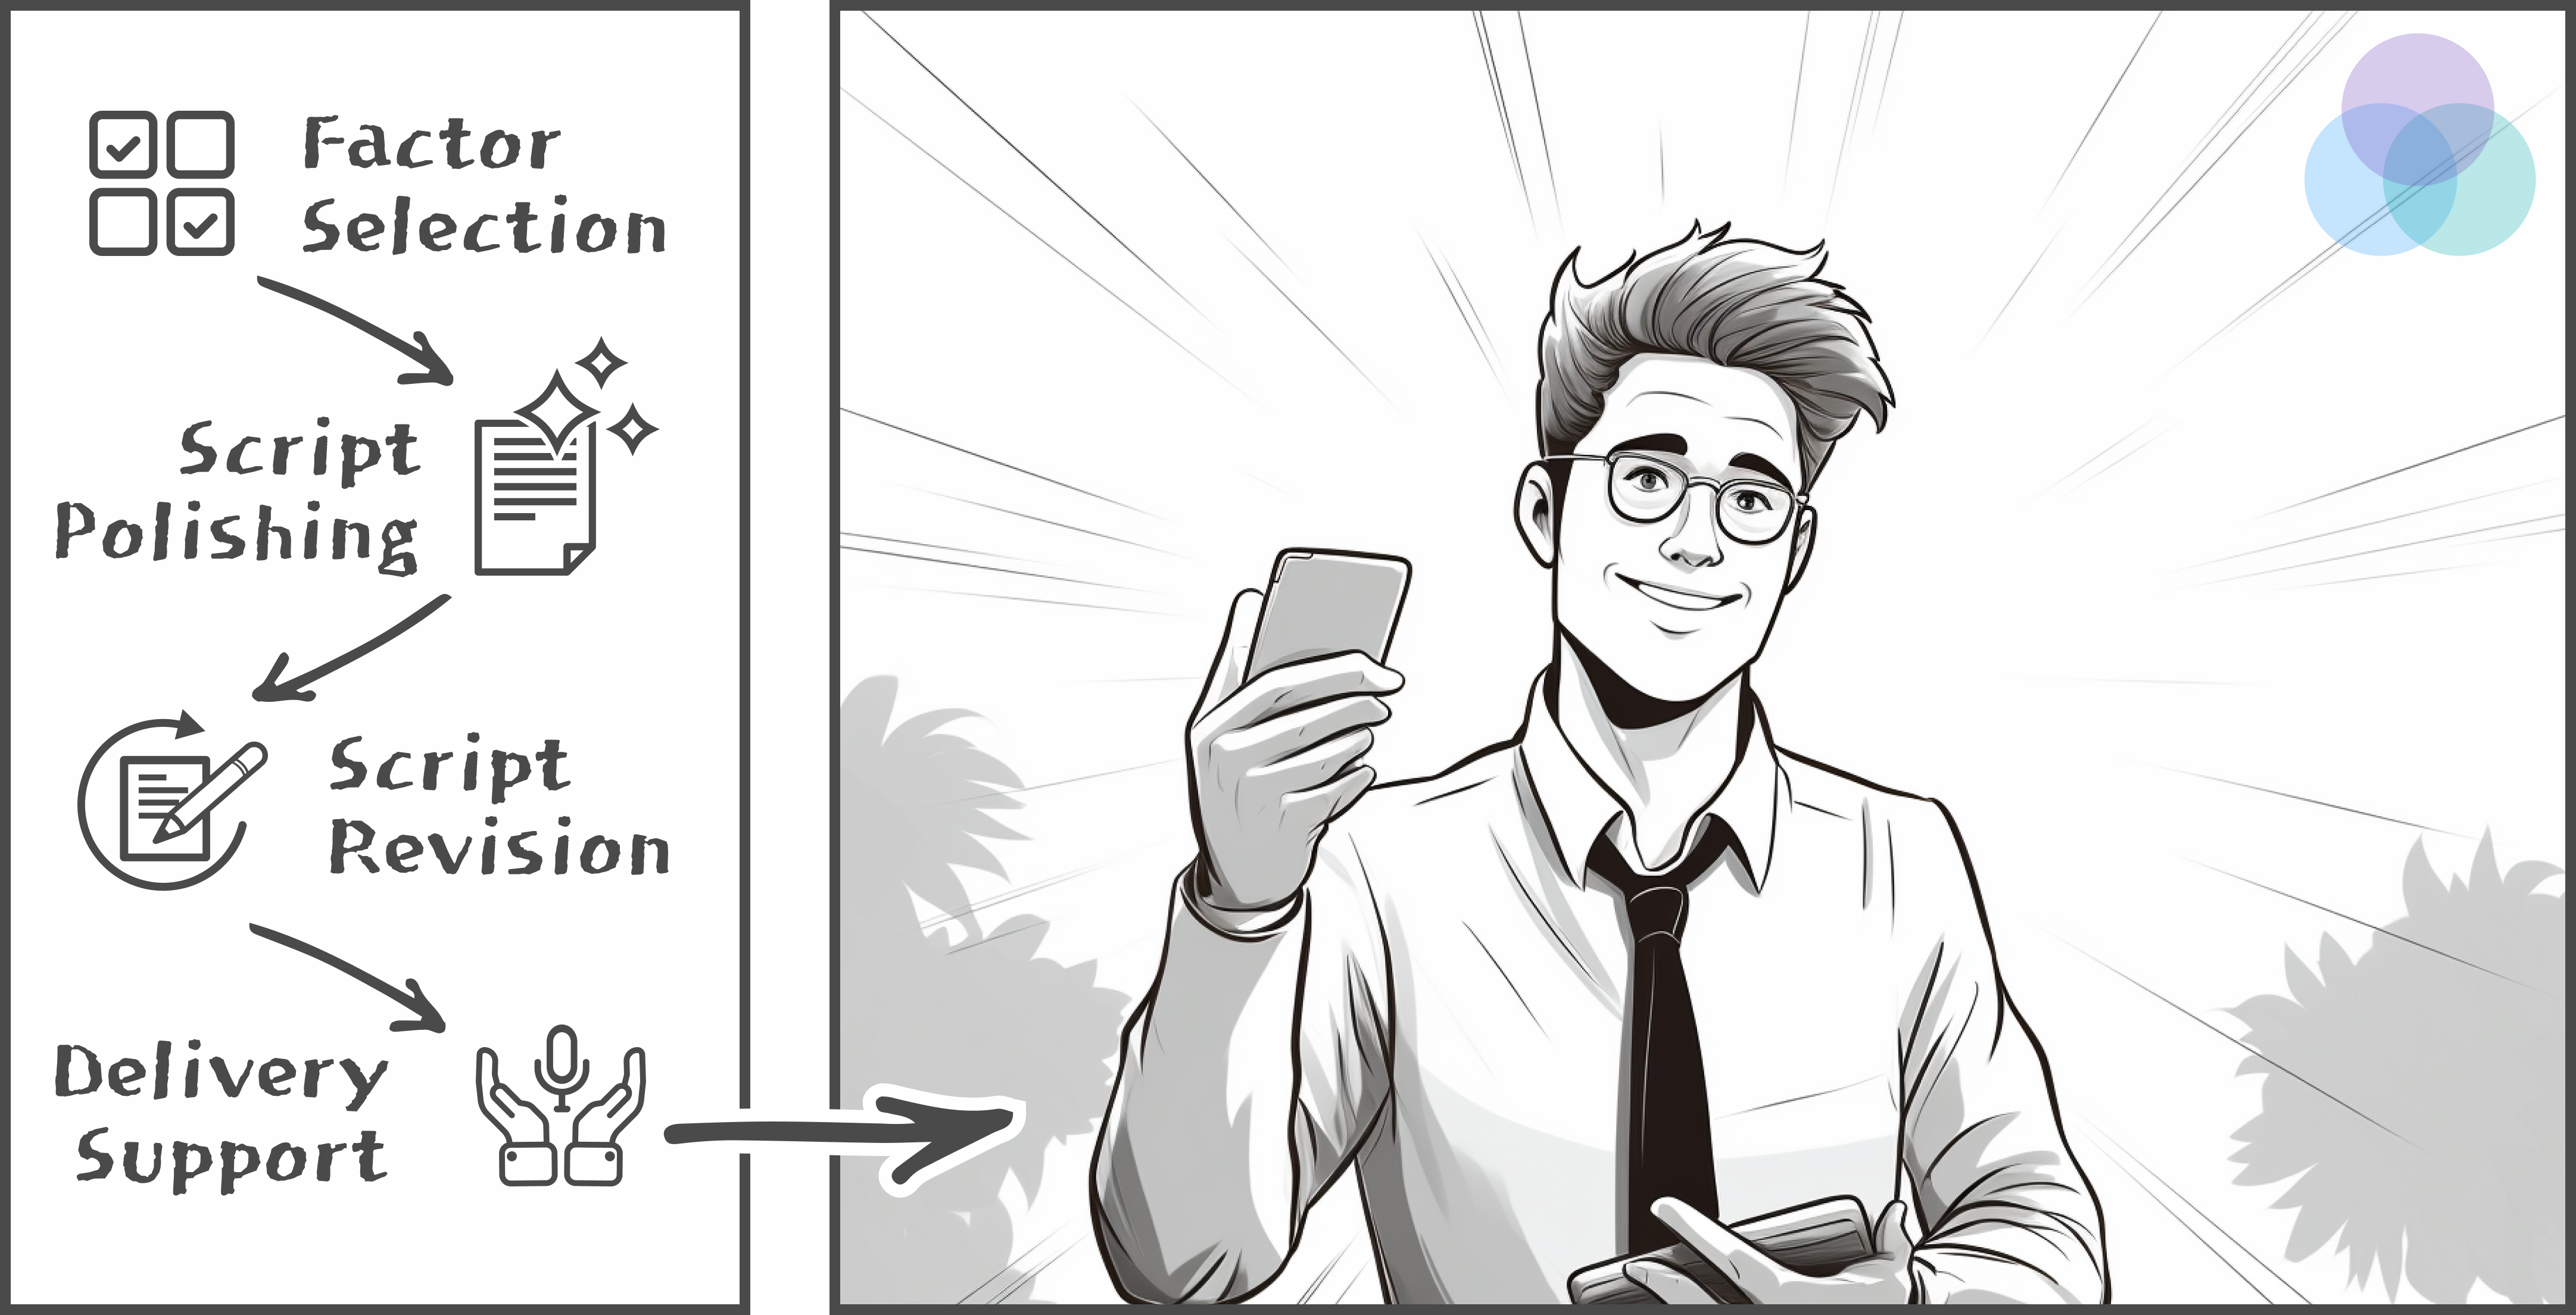 Factor
Selection
Script
Polishing
Script
Revision
Delivery
Support